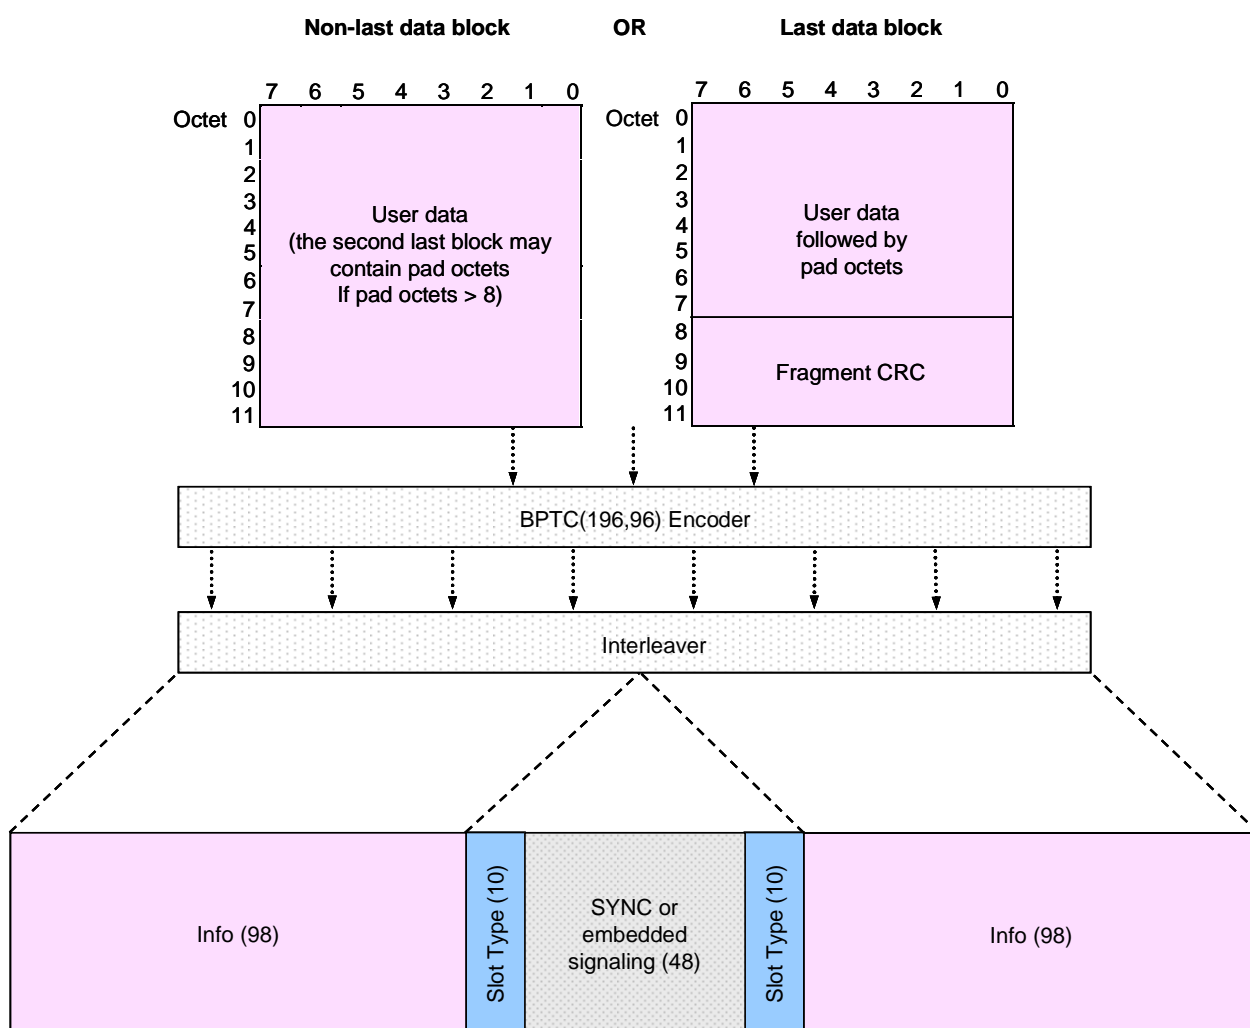 Non-last data block OR Last data block
7 6 5 4 3 2 1 0 7 6 5 4 3 2 1 0
Octet 0 Octet 0
1 1
2 2
3 3
4 4
5 5
6 6
7 7
8 8
9 9
10 10
11 11
User data
(the second last block may
contain pad octets
If pad octets > 8)
User data
followed by
pad octets
Fragment CRC
BPTC(196,96) Encoder
Interleaver
Info (98)
Slot Type (10)
SYNC or
embedded
signaling (48)
Slot Type (10)
Info (98)